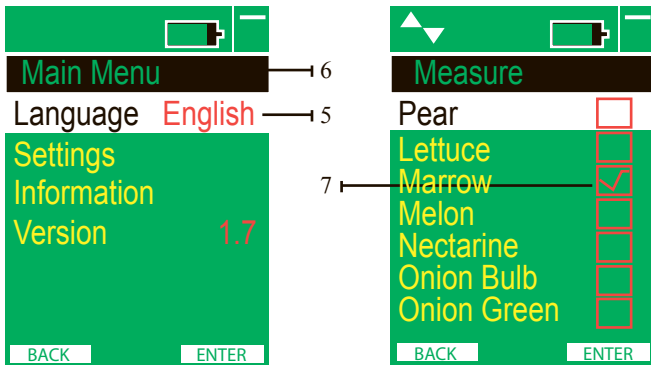 Main Menu
6
Language English
5
Settings
Information
Version 1.7
BACK ENTER
Measure
Pear
Lettuce
7
Marrow
Melon
Nectarine
Onion Bulb
Onion Green
BACK ENTER